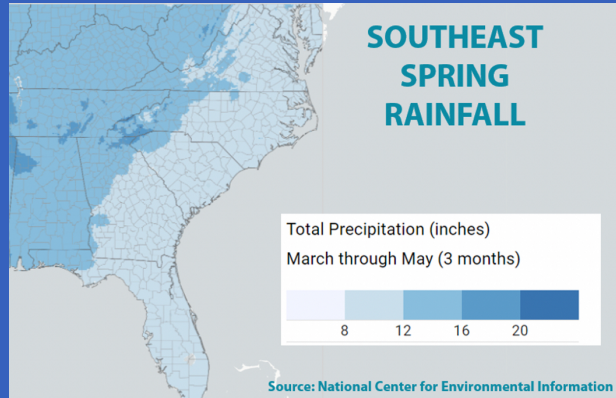 SOUTHEAST
SPRING
RAINFALL
Total Precipitation (inches)
March through May (3 months)
8 12 16 20
Source: National Center for Environmental Information